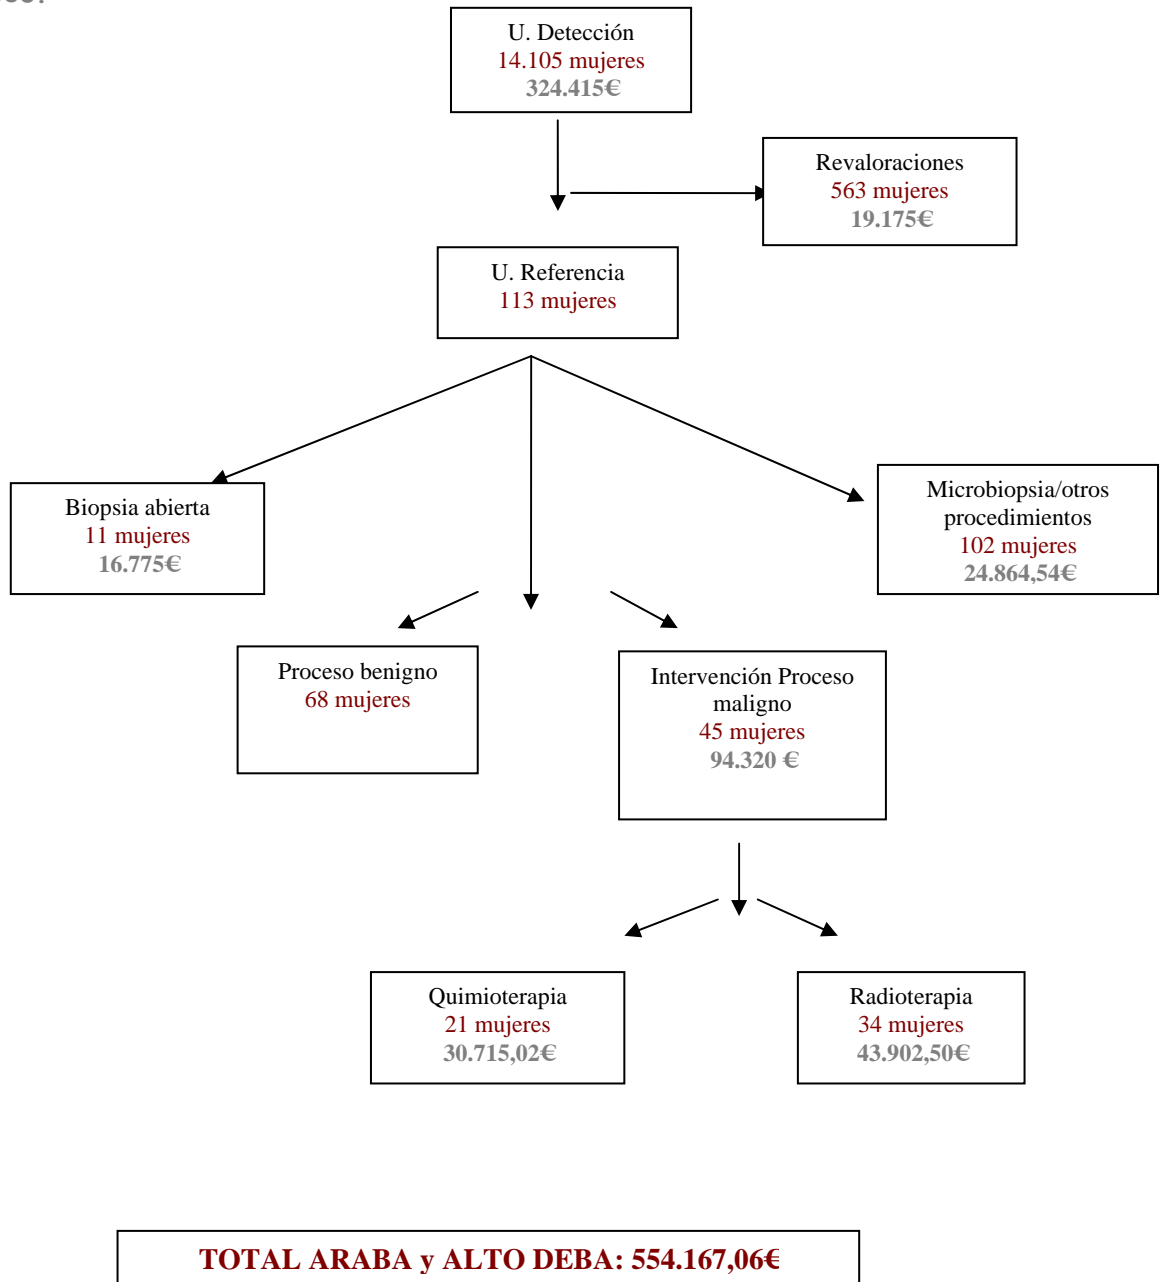 U. Detección
14.105 mujeres
324.415€
Revaloraciones
563 mujeres
19.175€
U. Referencia
113 mujeres
Biopsia abierta
11 mujeres
16.775€
Microbiopsia/otros
procedimientos
102 mujeres
24.864,54€
Proceso benigno
68 mujeres
Intervención Proceso
maligno
45 mujeres
94.320 €
Quimioterapia
21 mujeres
30.715,02€
Radioterapia
34 mujeres
43.902,50€
TOTAL ARABA y ALTO DEBA: 554.167,06€